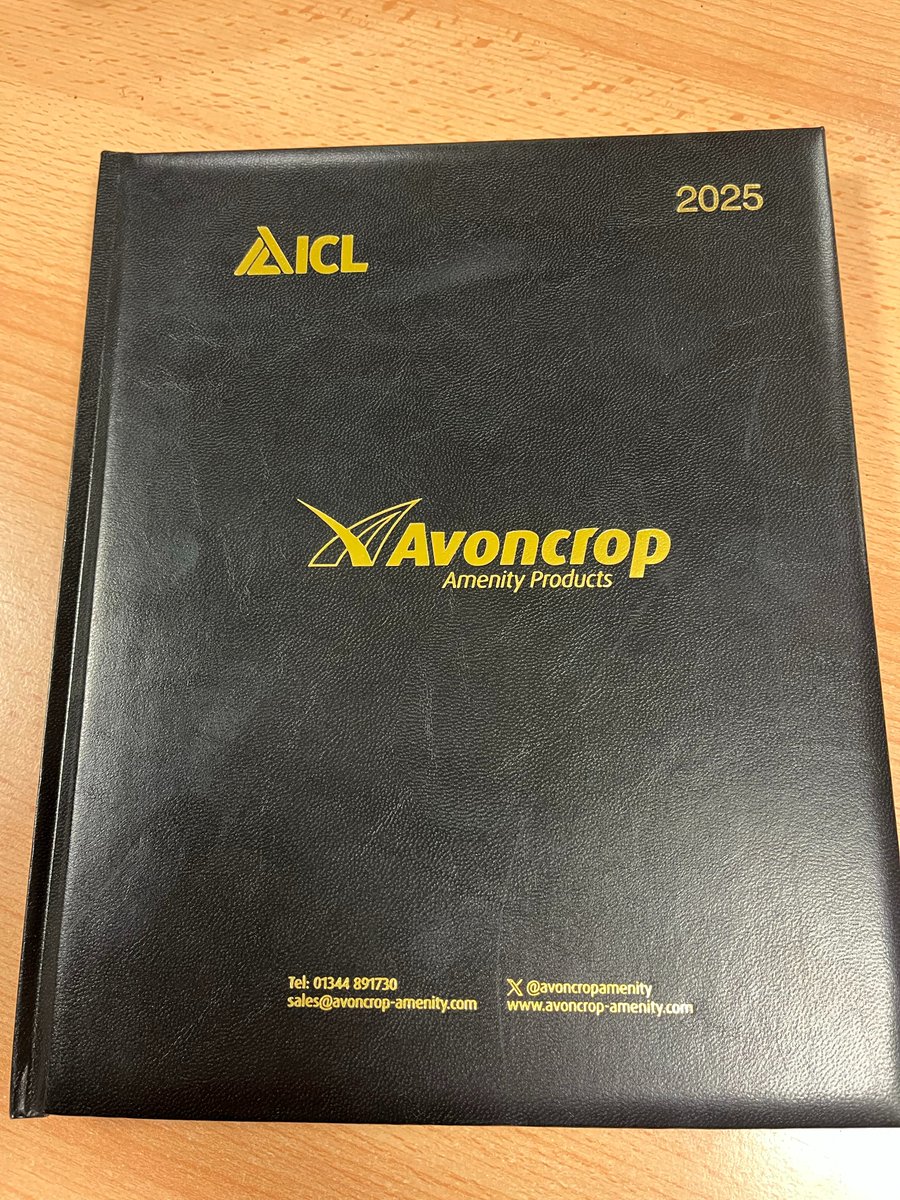 2025
ICL
Avoncrop
Amenity Products
Tel: 01344 891730
sales@avoncrop-amenity.com
X @avoncropamenity
www.avoncrop-amenity.com